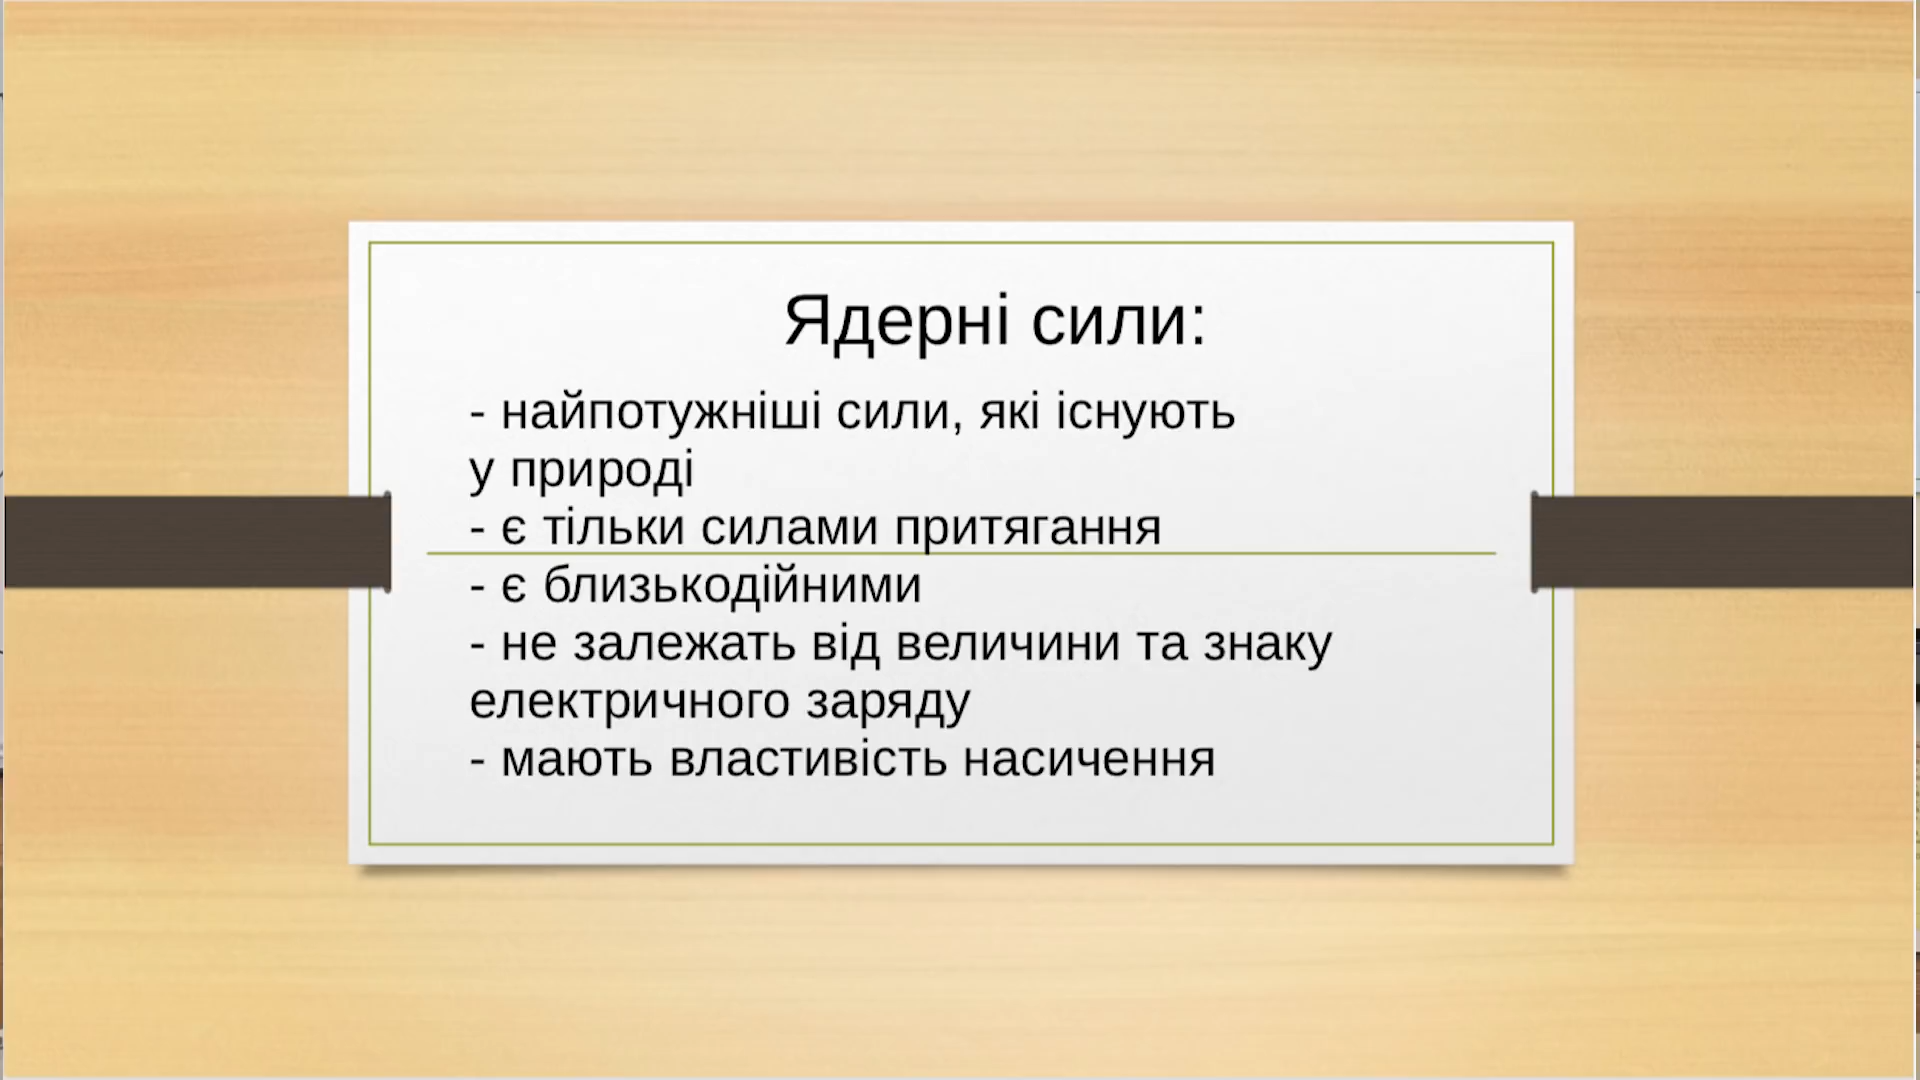 Ядерні сили:
- найпотужніші сили, які існують
у природі
- є тільки силами притягання
- є близькодійними
- не залежать від величини та знаку
електричного заряду
- мають властивість насичення